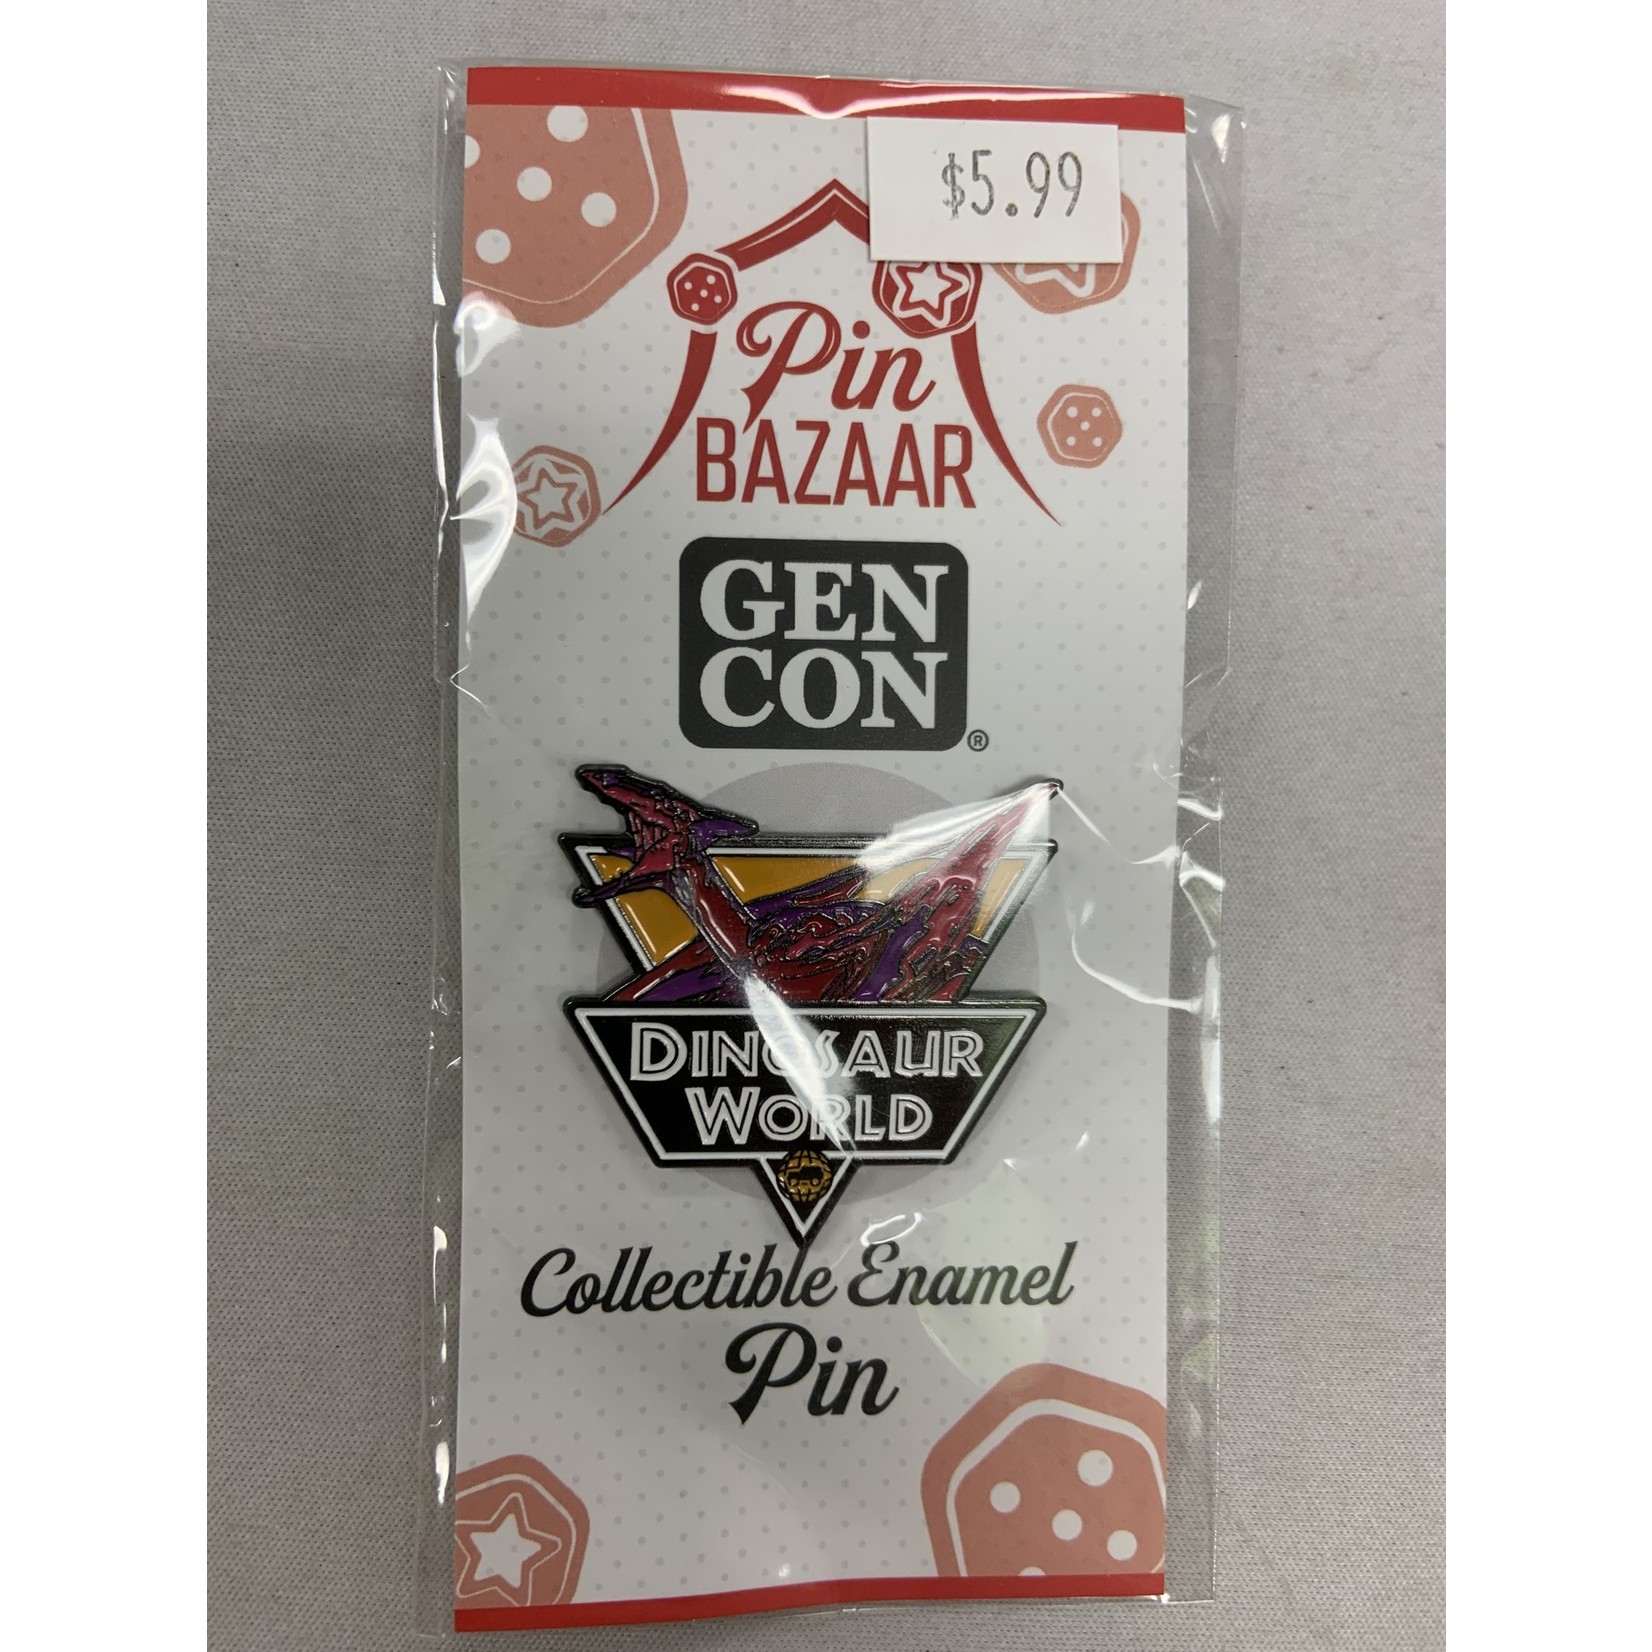 $5.99
Pin
BAZAAR
GEN
CON®
DINOSAUR
WORLD
Collectible Enamel
Pin